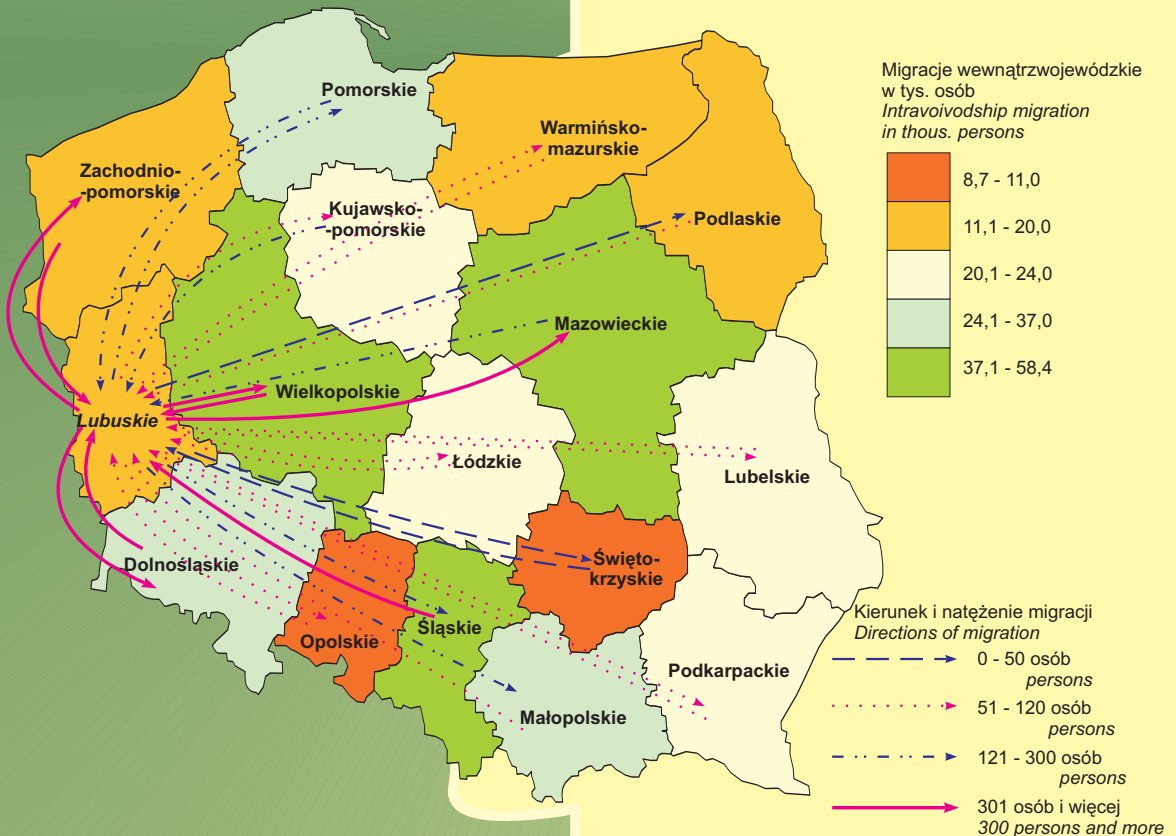 Pomorskie
Warmińsko-
mazurskie
Zachodnio-
-pomorskie
Kujawsko-
-pomorskie
Podlaskie
Mazowieckie
Wielkopolskie
Lubuskie
Łódzkie
Lubelskie
Dolnośląskie
Święto-
krzyskie
Opolskie
Śląskie
Podkarpackie
Małopolskie
Migracje wewnątrzwojewódzkie
w tys. osób
Intravoivodship migration
in thous. persons
8,7 - 11,0
11,1 - 20,0
20,1 - 24,0
24,1 - 37,0
37,1 - 58,4
Kierunek i natężenie migracji
Directions of migration
0 - 50 osób
persons
51 - 120 osób
persons
121 - 300 osób
persons
301 osób i więcej
300 persons and more